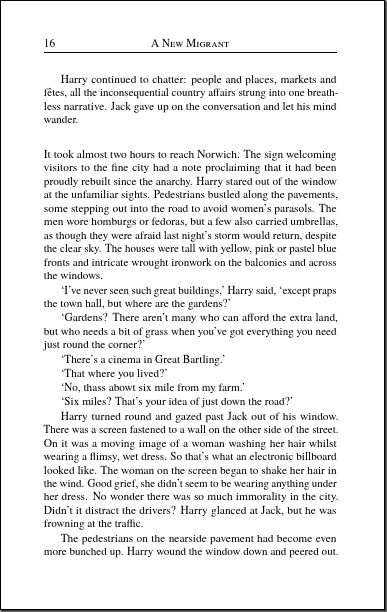 16 A NEW MIGRANT
Harry continued to chatter: people and places, markets and
fêtes, all the inconsequential country affairs strung into one breath-
less narrative. Jack gave up on the conversation and let his mind
wander.
It took almost two hours to reach Norwich. The sign welcoming
visitors to the fine city had a note proclaiming that it had been
proudly rebuilt since the anarchy. Harry stared out of the window
at the unfamiliar sights. Pedestrians bustled along the pavements,
some stepping out into the road to avoid women's parasols. The
men wore homburgs or fedoras, but a few also carried umbrellas,
as though they were afraid last night's storm would return, despite
the clear sky. The houses were tall with yellow, pink or pastel blue
fronts and intricate wrought ironwork on the balconies and across
the windows.
‘I've never seen such great buildings,’ Harry said, ‘except praps
the town hall, but where are the gardens?’
‘Gardens? There aren't many who can afford the extra land,
but who needs a bit of grass when you've got everything you need
just round the corner?’
‘There's a cinema in Great Bartling.’
‘That where you lived?’
‘No, thass abowt six mile from my farm.’
‘Six miles? That's your idea of just down the road?’
Harry turned round and gazed past Jack out of his window.
There was a screen fastened to a wall on the other side of the street.
On it was a moving image of a woman washing her hair whilst
wearing a flimsy, wet dress. So that's what an electronic billboard
looked like. The woman on the screen began to shake her hair in
the wind. Good grief, she didn't seem to be wearing anything under
her dress. No wonder there was so much immorality in the city.
Didn't it distract the drivers? Harry glanced at Jack, but he was
frowning at the traffic.
The pedestrians on the nearside pavement had become even
more bunched up. Harry wound the window down and peered out.